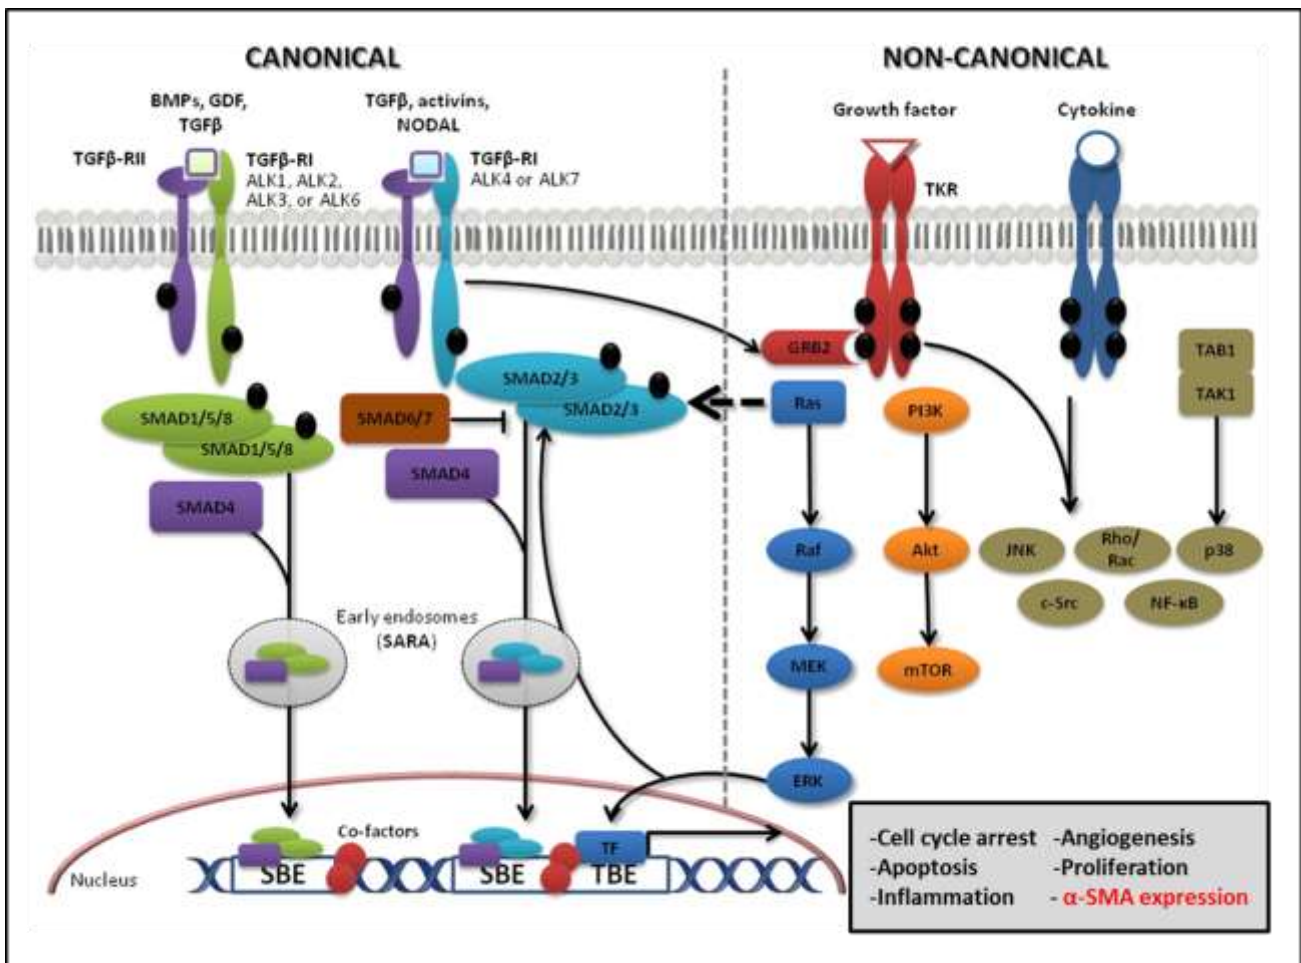 CANONICAL
NON-CANONICAL
BMPs, GDF,
TGFβ
TGFβ, activins,
NODAL
Growth factor
Cytokine
TGFβ-RII
TGFβ-RI
ALK1, ALK2,
ALK3, or ALK6
TGFβ-RI
ALK4 or ALK7
TKR
GRB2
TAB1
TAK1
SMAD2/3
SMAD2/3
SMAD1/5/8
SMAD1/5/8
SMAD6/7
SMAD4
SMAD4
Ras
PI3K
Raf
Akt
JNK
Rho/
Rac
p38
c-Src
NF-κB
Early endosomes
(SARA)
MEK
mTOR
ERK
Co-factors
TF
Nucleus
SBE
SBE
TBE
-Cell cycle arrest
-Apoptosis
-Inflammation
-Angiogenesis
-Proliferation
- α-SMA expression